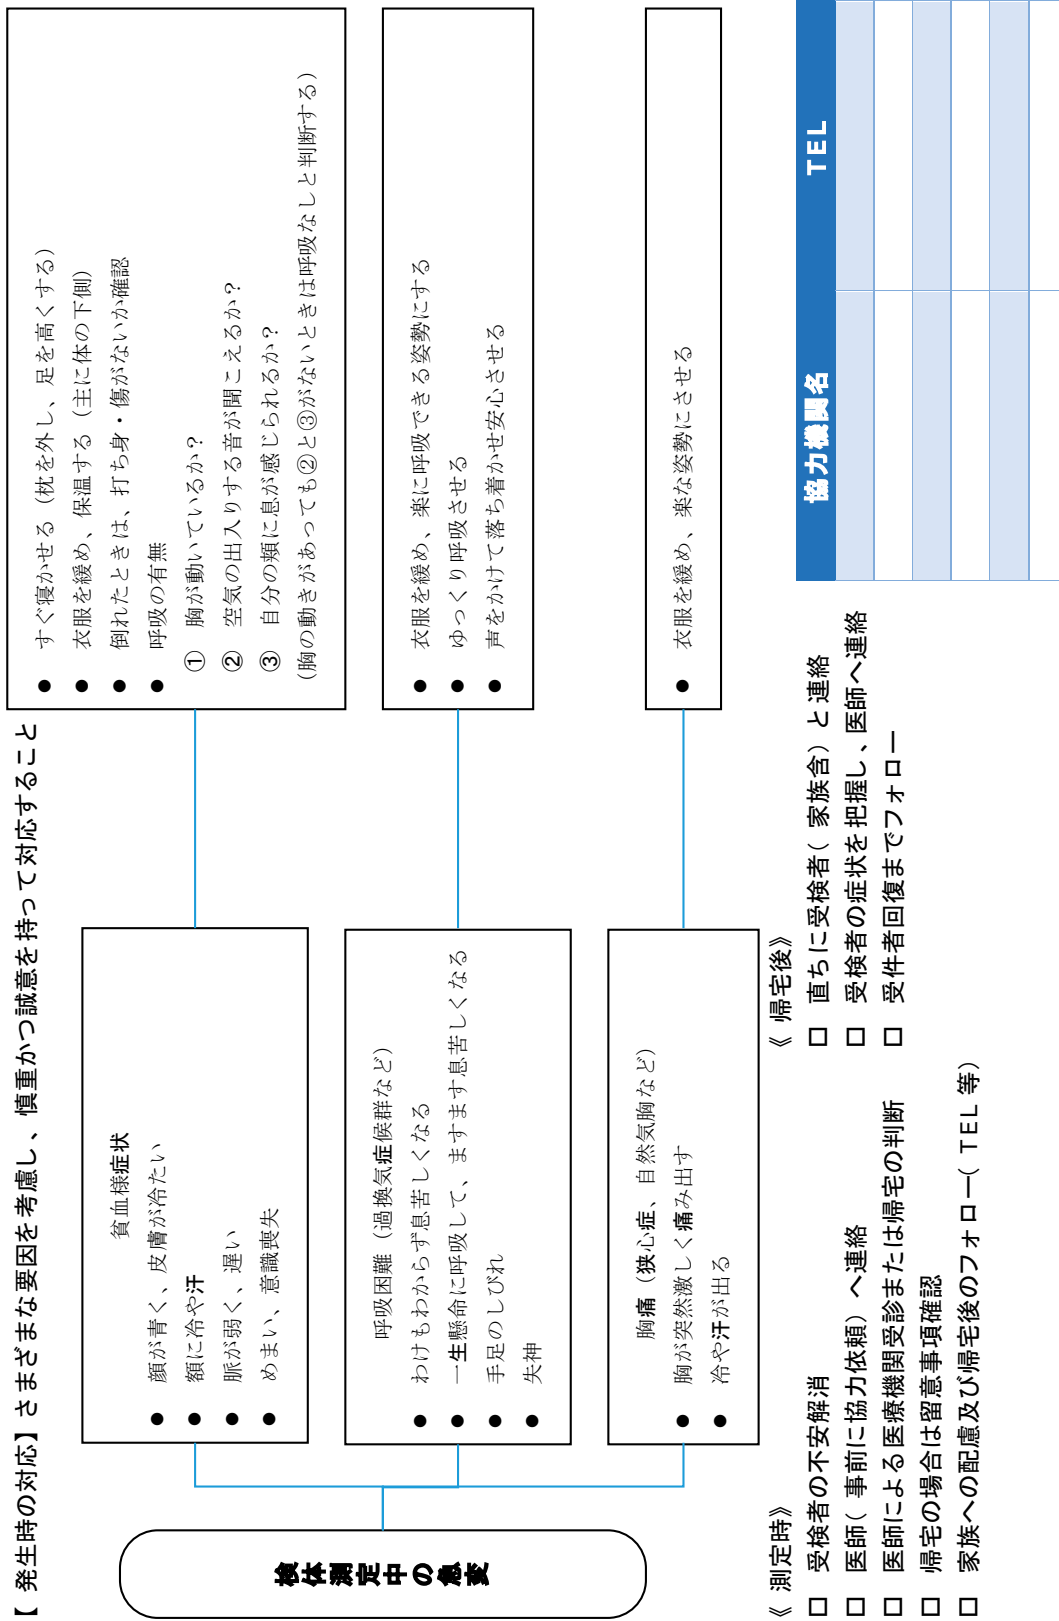 【 発生時の対応】さまざまな要因を考慮し、慎重かつ誠意を持って対応すること
検体測定中の急変
貧血様症状
● 顔が青く、皮膚が冷たい
● 額に冷や汗
● 脈が弱く、遅い
● めまい、意識喪失
● すぐ寝かせる（枕を外し、足を高くする）
● 衣服を緩め、保温する（主に体の下側）
● 倒れたときは、打ち身・傷がないか確認
● 呼吸の有無
① 胸が動いているか？
② 空気の出入りする音が聞こえるか？
③ 自分の頬に息が感じられるか？
（胸の動きがあっても②と③がないときは呼吸なしと判断する）
呼吸困難（過換気症候群など）
● わけもわからず息苦しくなる
● 一生懸命に呼吸して、ますます息苦しくなる
● 手足のしびれ
● 失神
● 衣服を緩め、楽に呼吸できる姿勢にする
● ゆっくり呼吸させる
● 声をかけて落ち着かせ安心させる
胸痛（狭心症、自然気胸など）
● 胸が突然激しく痛み出す
● 冷や汗が出る
● 衣服を緩め、楽な姿勢にさせる
《 測定時》
□ 受検者の不安解消
□ 医師（ 事前に協力依頼）へ連絡
□ 医師による医療機関受診または帰宅の判断
□ 帰宅の場合は留意事項確認
□ 家族への配慮及び帰宅後のフォロー（ TEL 等）
《 帰宅後》
□ 直ちに受検者（ 家族含）と連絡
□ 受検者の症状を把握し、医師へ連絡
□ 受件者回復までフォロー
協力機関名 TEL